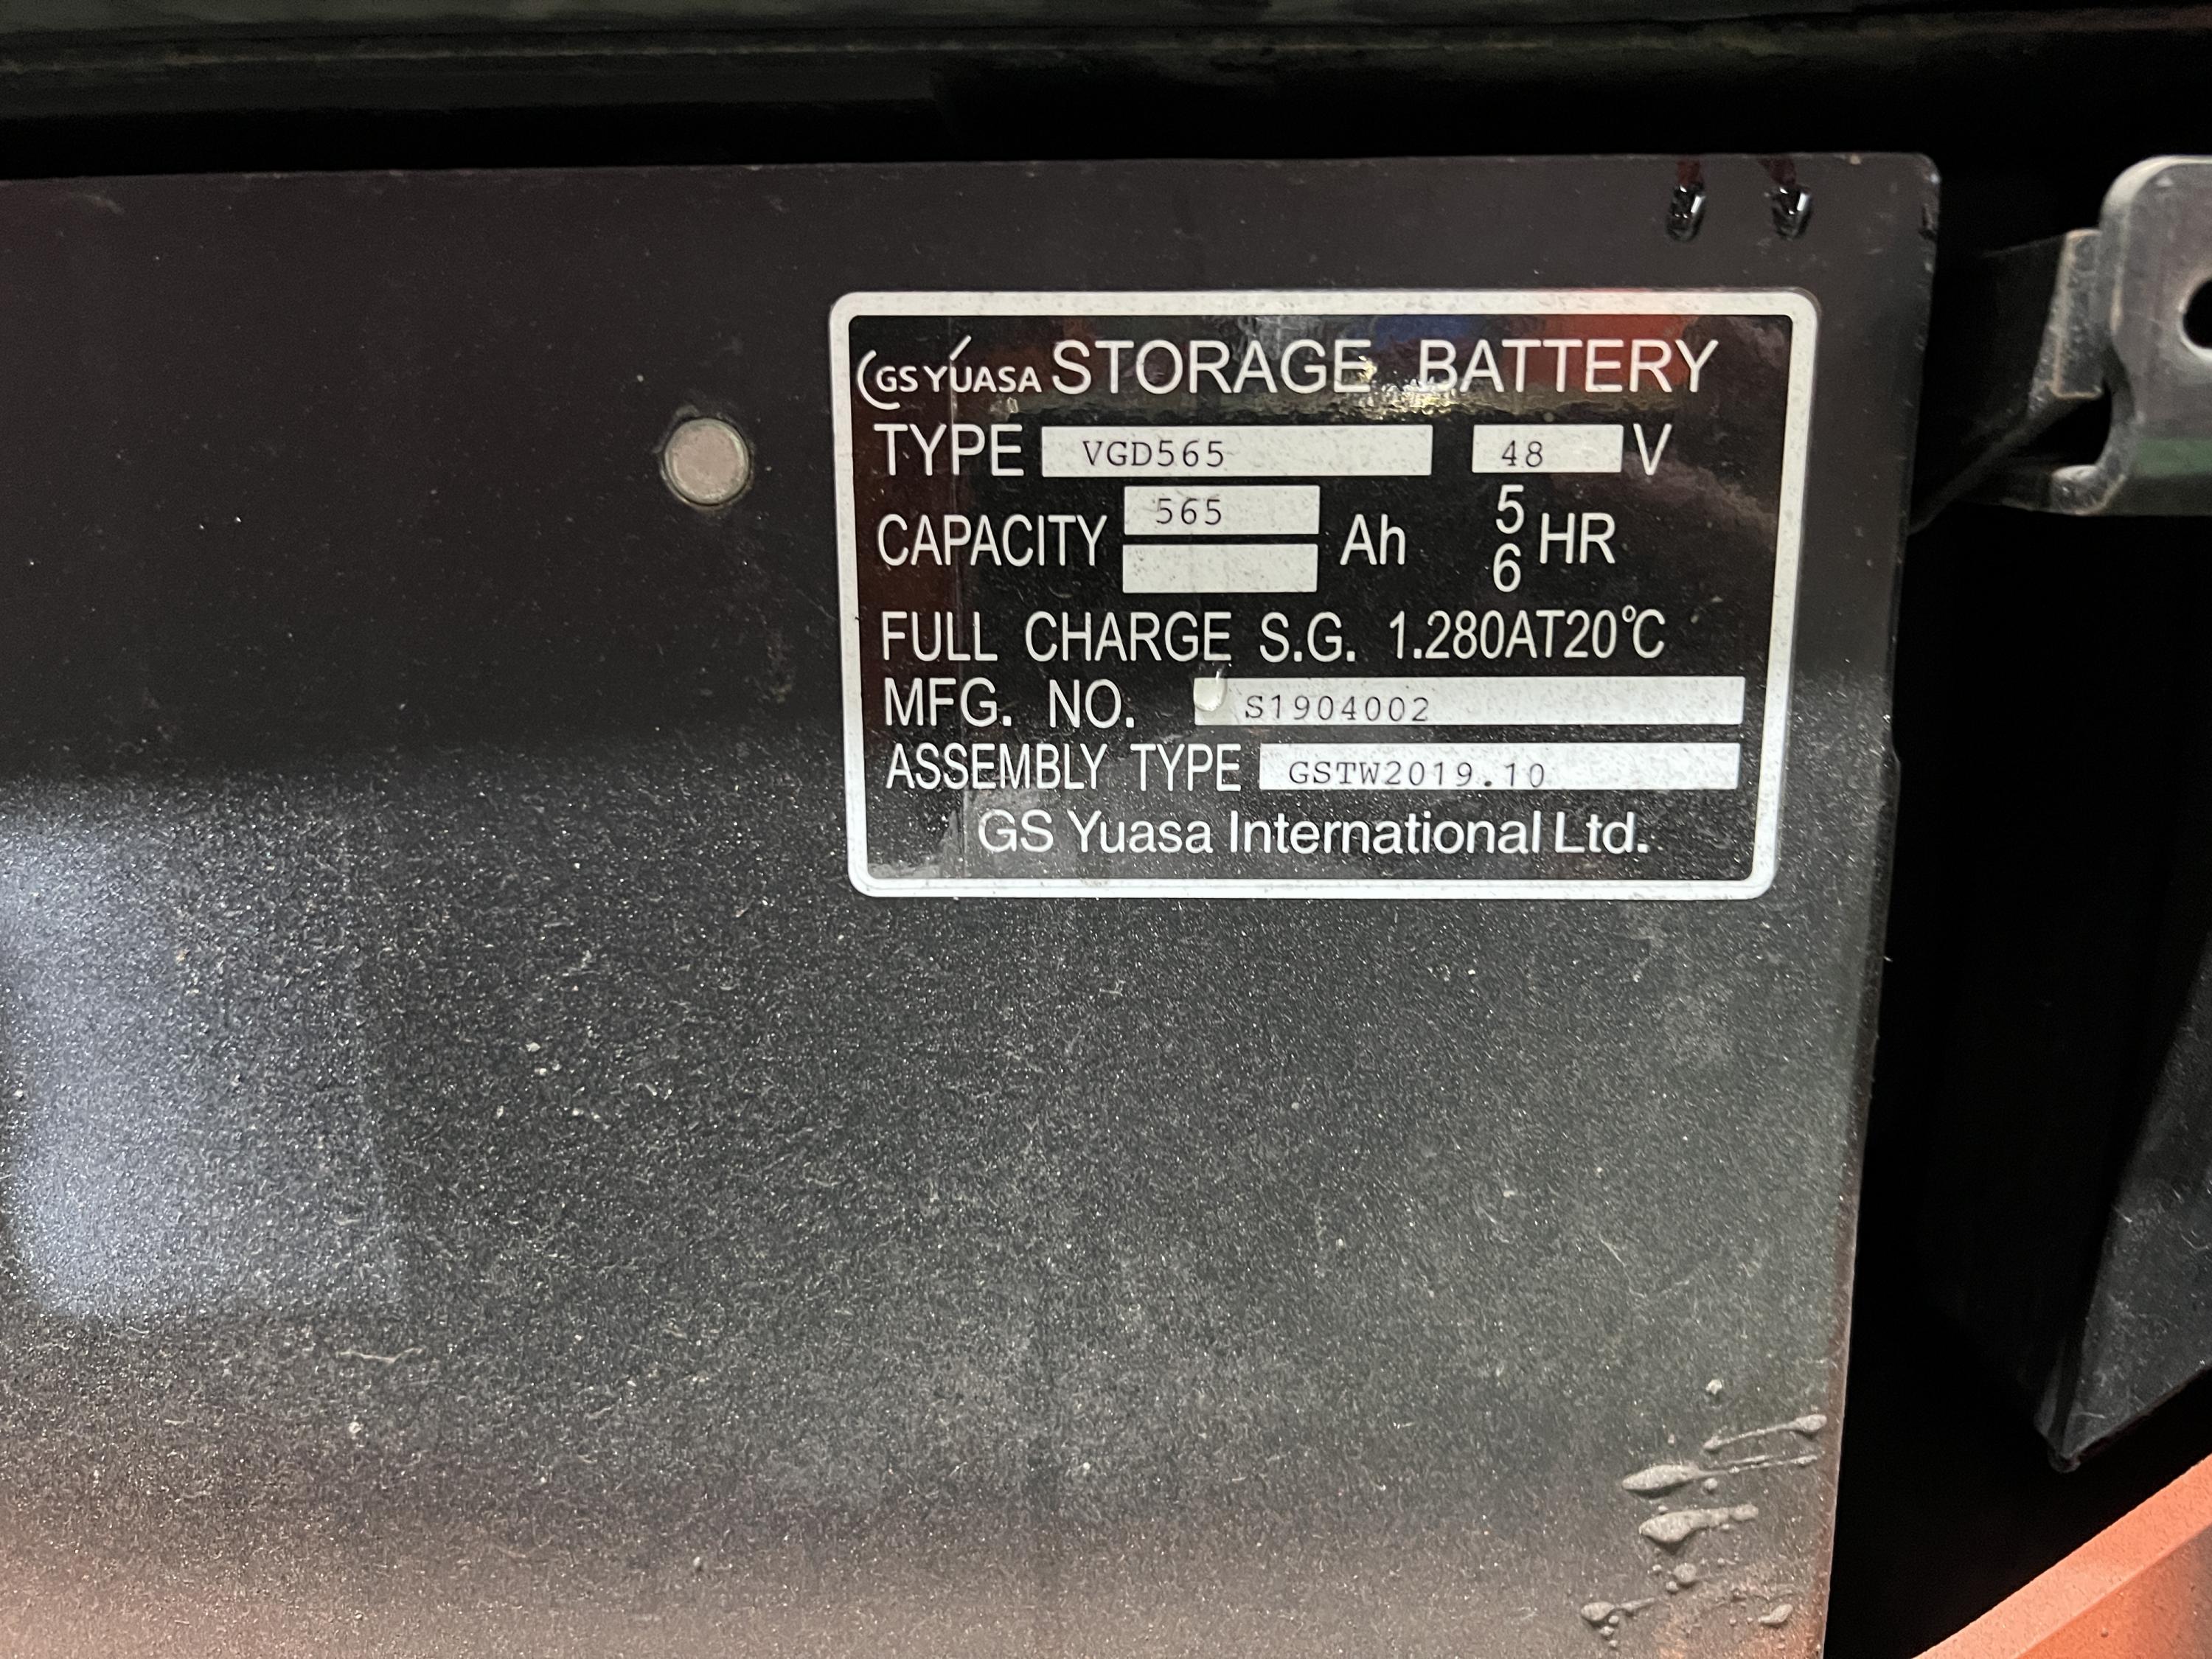 GS YUASA STORAGE BATTERY
TYPE VGD565 48 V
CAPACITY 565 Ah 5 HR
6
FULL CHARGE S.G. 1.280AT20°C
MFG. NO. S1904002
ASSEMBLY TYPE GSTW2019.10
GS Yuasa International Ltd.